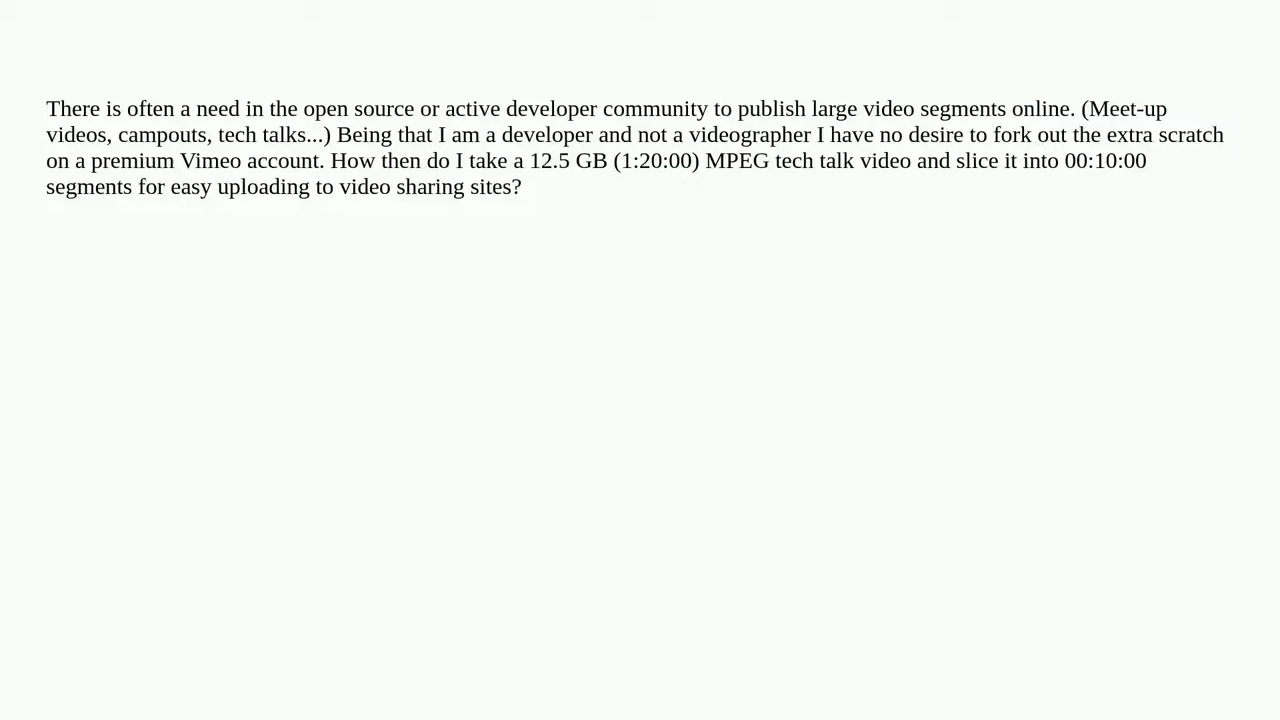 There is often a need in the open source or active developer community to publish large video segments online. (Meet-up
videos, campouts, tech talks...) Being that I am a developer and not a videographer I have no desire to fork out the extra scratch
on a premium Vimeo account. How then do I take a 12.5 GB (1:20:00) MPEG tech talk video and slice it into 00:10:00
segments for easy uploading to video sharing sites?